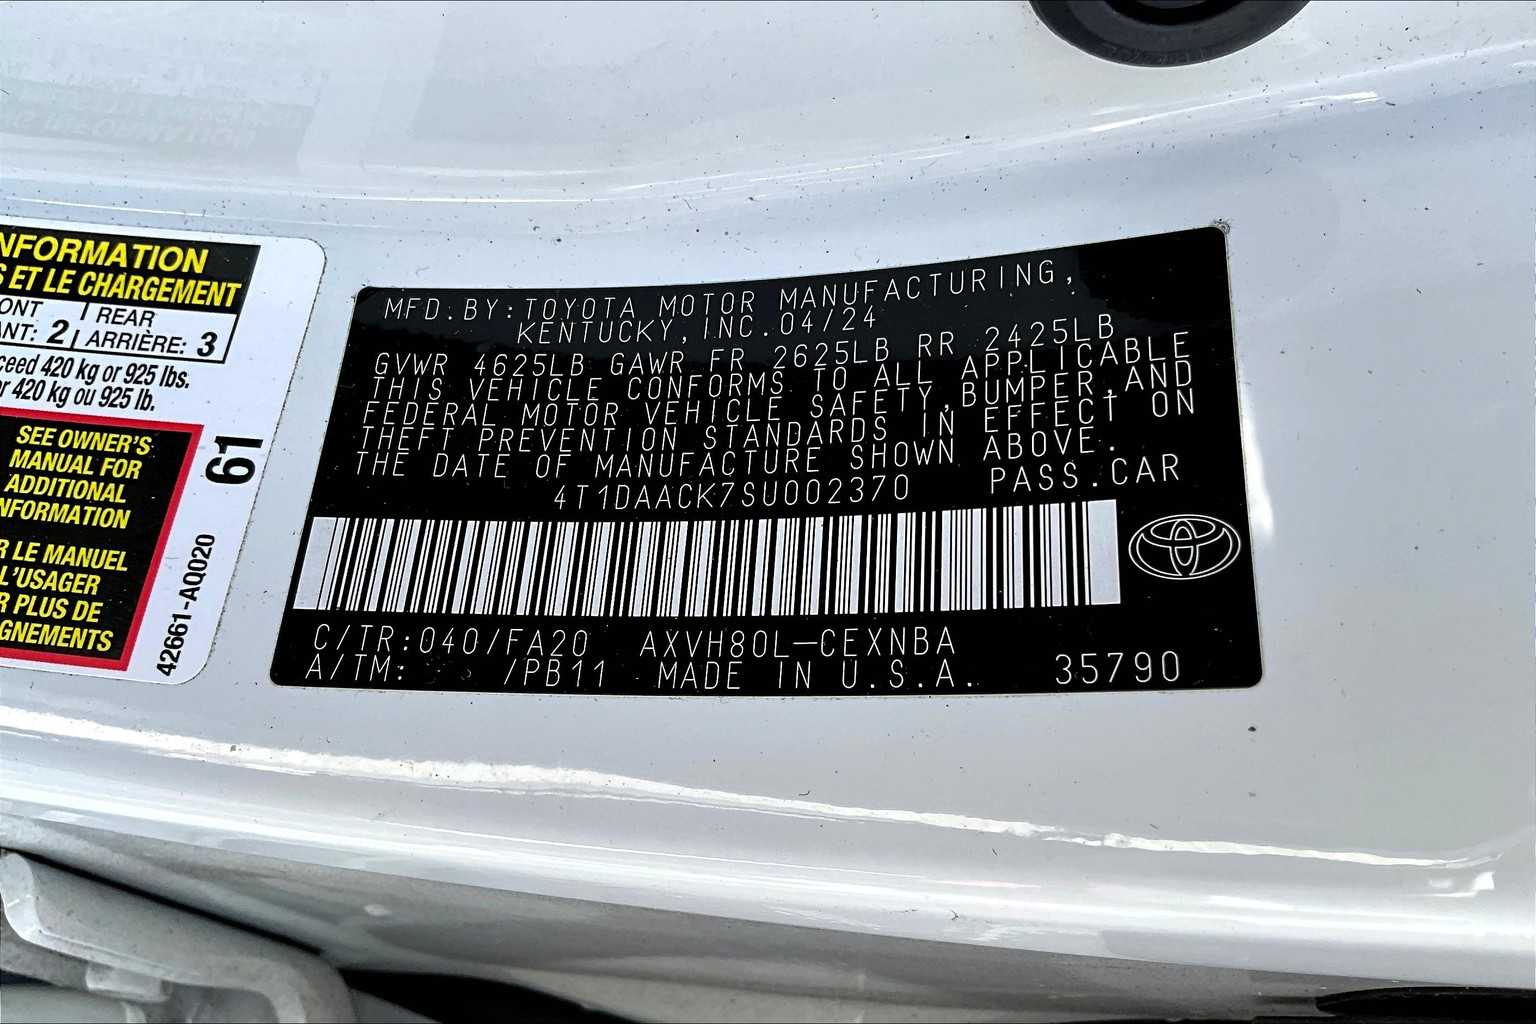 NFORMATION
S ET LE CHARGEMENT
ONT | REAR
ANT: 2 | ARRIÈRE: 3
ceed 420 kg or 925 lbs.
r 420 kg ou 925 lb.
SEE OWNER'S
MANUAL FOR
ADDITIONAL
NFORMATION
R LE MANUEL
L'USAGER
R PLUS DE
GNEMENTS
61
42661-AQ020
MFD.BY:TOYOTA MOTOR MANUFACTURING,
KENTUCKY,INC.04/24
GVWR 4625LB GAWR FR 2625LB RR 2425LB
THIS VEHICLE CONFORMS TO ALL APPLICABLE
FEDERAL MOTOR VEHICLE SAFETY,BUMPER,AND
THEFT PREVENTION STANDARDS IN EFFECT ON
THE DATE OF MANUFACTURE SHOWN ABOVE.
4T1DAACK7SU002370 PASS.CAR
C/TR:040/FA20 AXVH80L-CEXNBA
A/TM: /PB11 MADE IN U.S.A. 35790